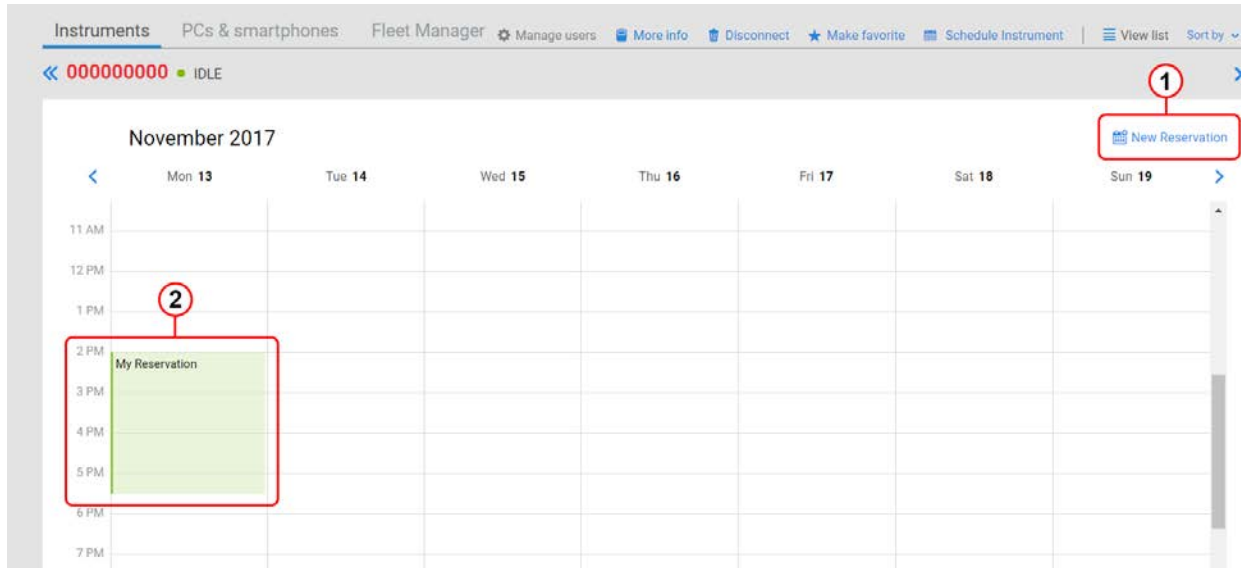 Instruments PCs & smartphones Fleet Manager Manage users More info Disconnect Make favorite Schedule Instrument View list Sort by
000000000 IDLE
1
November 2017 New Reservation
Mon 13 Tue 14 Wed 15 Thu 16 Fri 17 Sat 18 Sun 19
11 AM
12 PM
2
1 PM
2 PM
My Reservation
3 PM
4 PM
5 PM
6 PM
7 PM